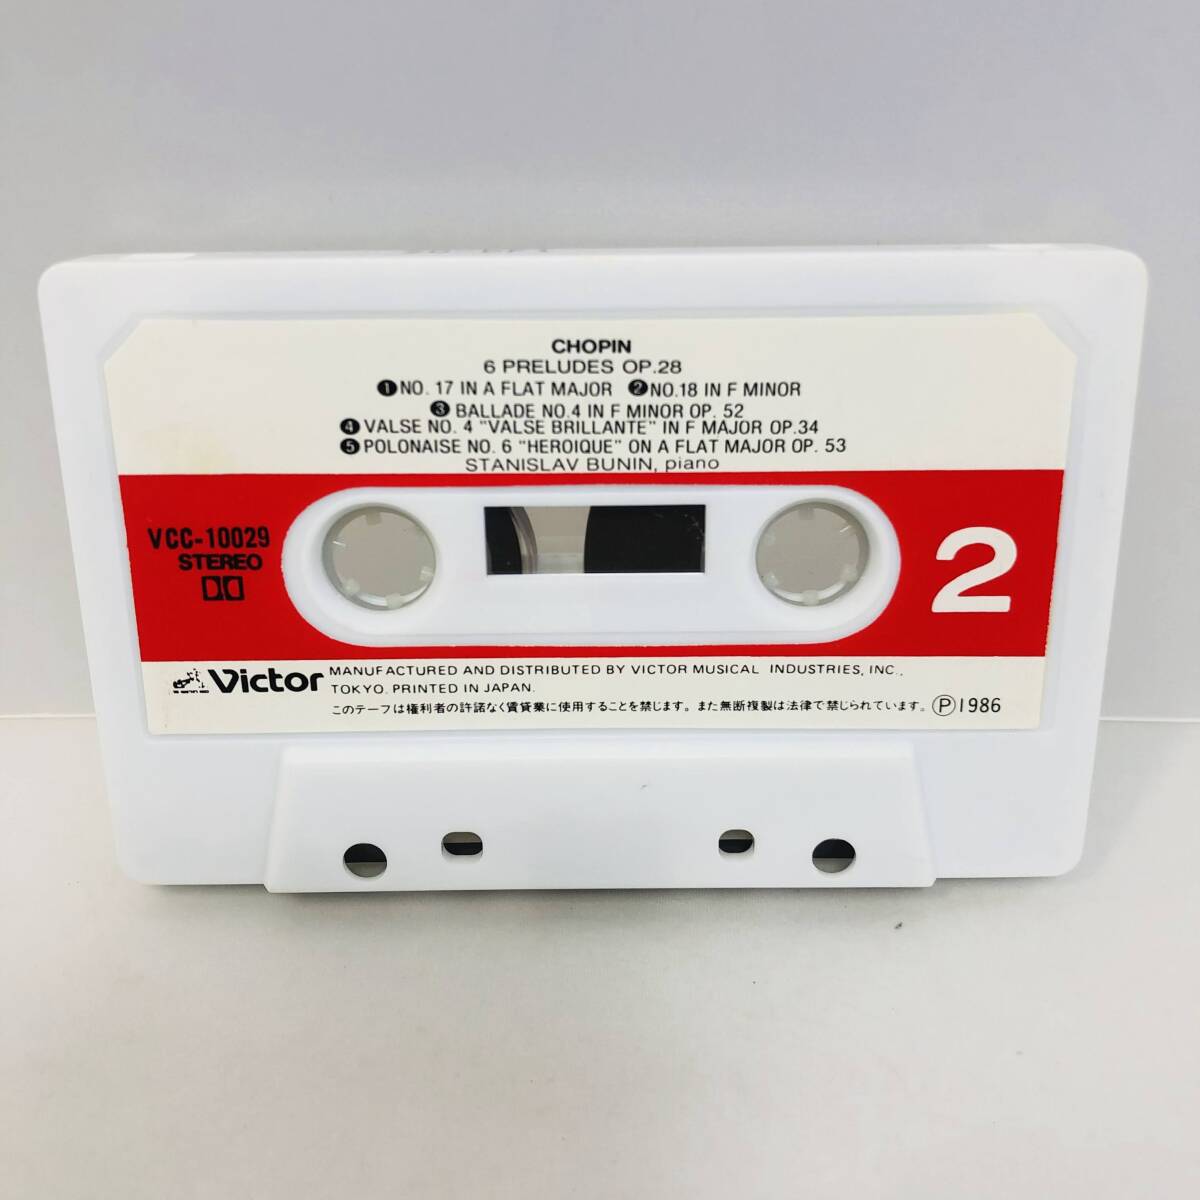 CHOPIN
6 PRELUDES OP.28
❶NO. 17 IN A FLAT MAJOR ❷NO.18 IN F MINOR
❸ BALLADE NO.4 IN F MINOR OP. 52
❹ VALSE NO. 4 "VALSE BRILLANTE" IN F MAJOR OP.34
❺ POLONAISE NO. 6 "HEROIQUE" ON A FLAT MAJOR OP. 53
STANISLAV BUNIN, piano
VCC-10029
STEREO
2
Victor
MANUFACTURED AND DISTRIBUTED BY VICTOR MUSICAL INDUSTRIES, INC.,
TOKYO. PRINTED IN JAPAN.
このテープは権利者の許諾なく賃貸業に使用することを禁じます。また無断複製は法律で禁じられています。 Ⓟ1986